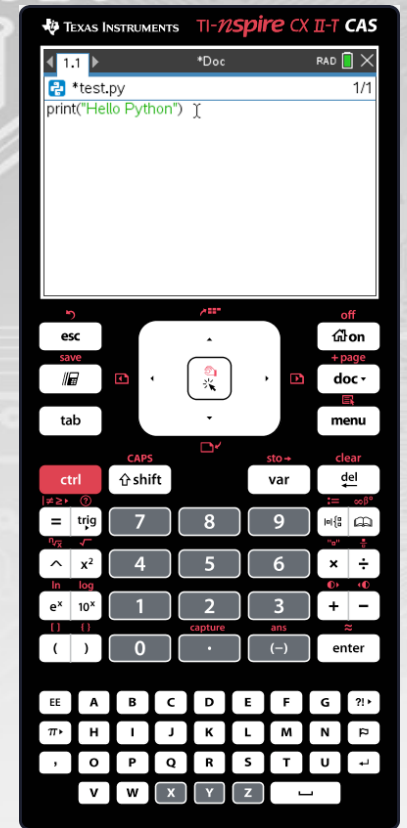 TEXAS INSTRUMENTS TI-nspire CX II-T CAS
1.1 *Doc RAD
*test.py 1/1
print("Hello Python")
off
esc on
save +page
doc
tab menu
CAPS sto→ clear
ctrl shift var del
|≠≥▸ ? := ∞β°
= trig 7 8 9
ⁿ√x √ "◦"
^ x² 4 5 6 × ÷
ln log
eˣ 10ˣ 1 2 3 + −
[ ] { } capture ans ≈
( ) 0 . (−) enter
EE A B C D E F G ?!▸
π▸ H I J K L M N
, O P Q R S T U ↵
V W X Y Z